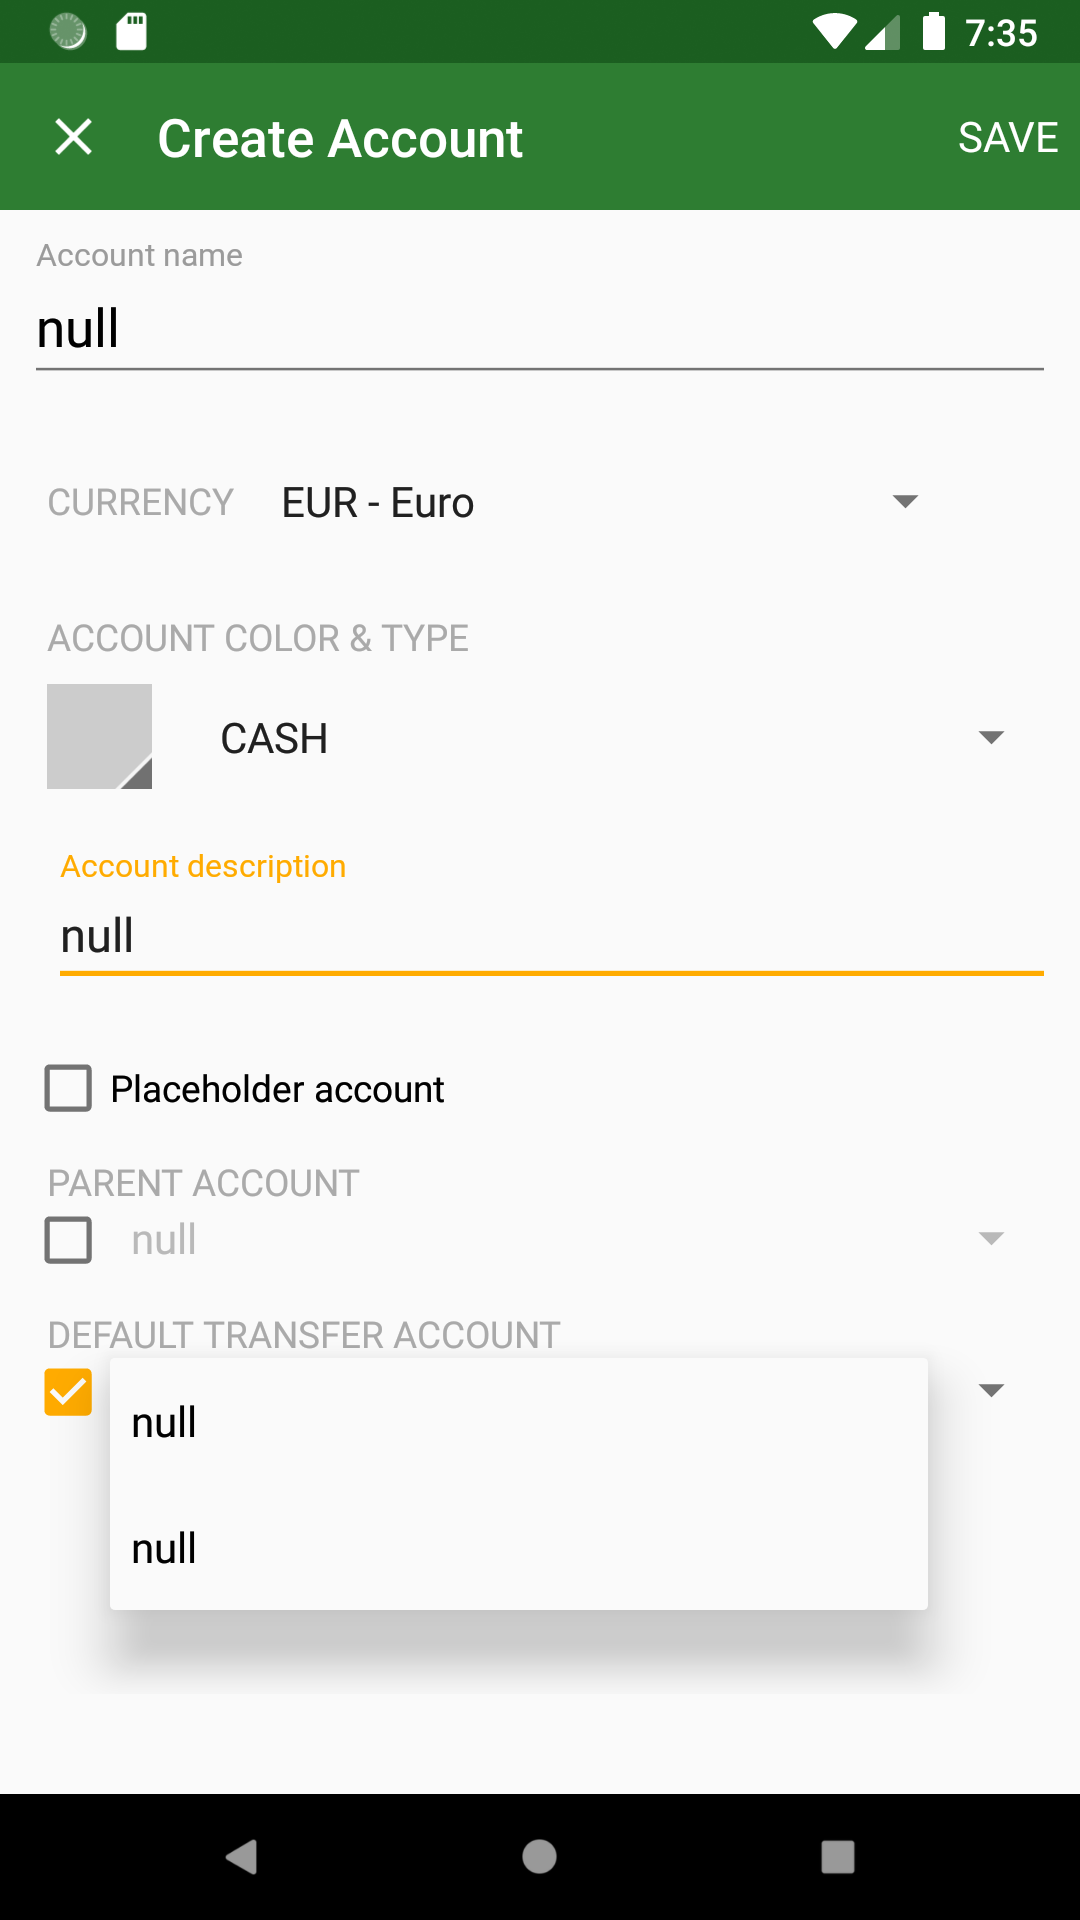 7:35
Create Account
SAVE
Account name
null
CURRENCY
EUR - Euro
ACCOUNT COLOR & TYPE
CASH
Account description
null
Placeholder account
PARENT ACCOUNT
null
DEFAULT TRANSFER ACCOUNT
null
null